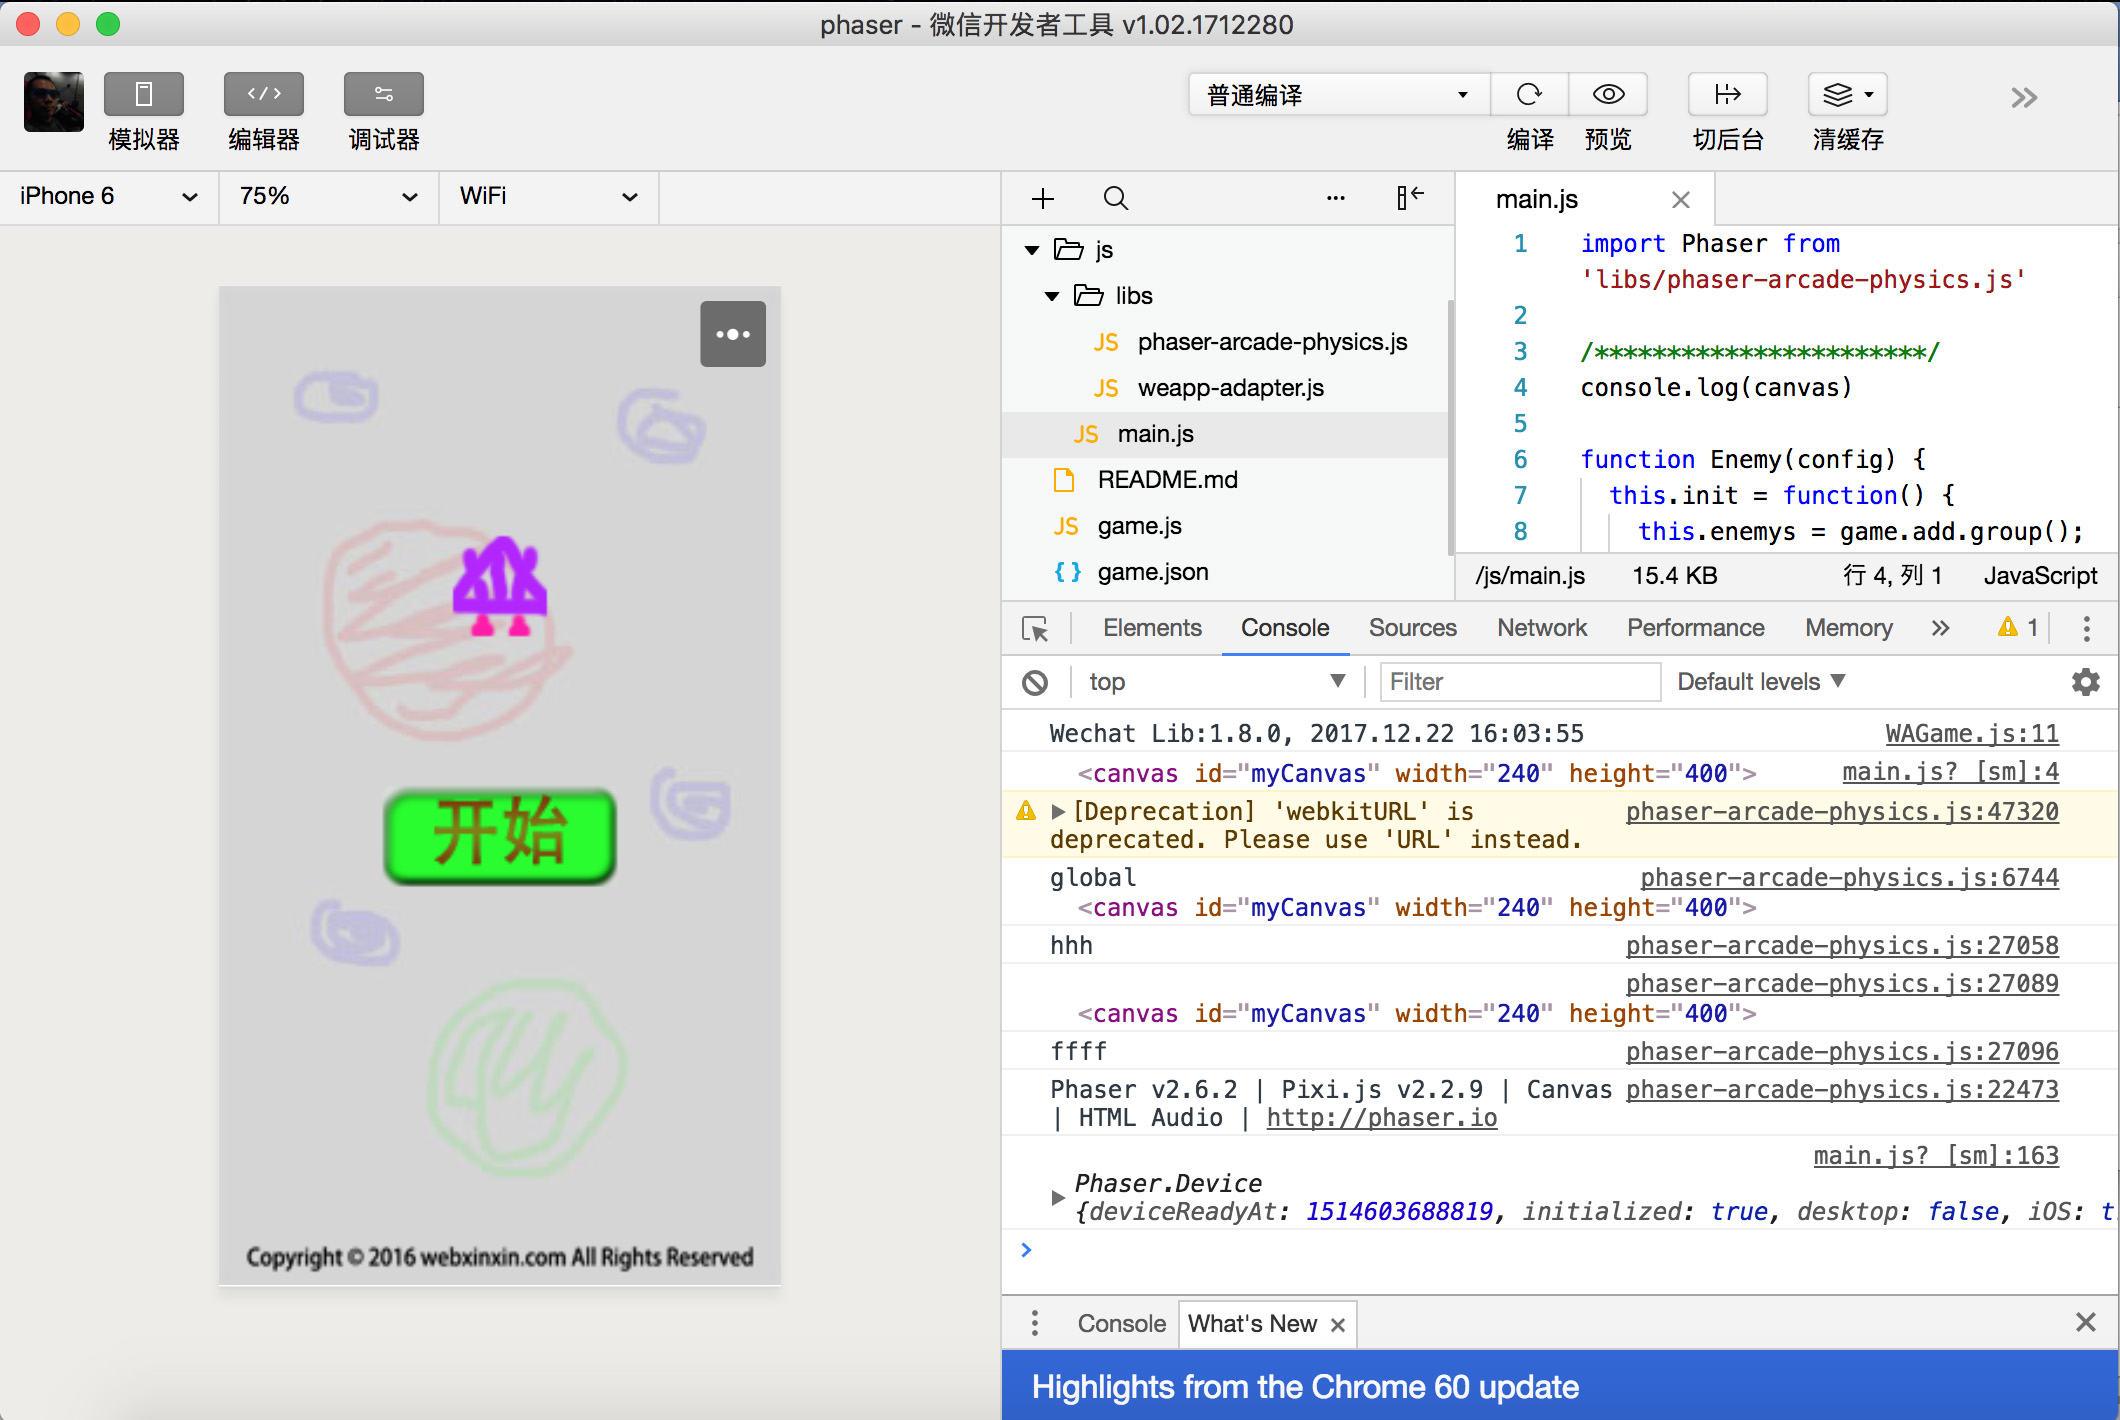 phaser - 微信开发者工具 v1.02.1712280
模拟器
编辑器
调试器
普通编译
编译
预览
切后台
清缓存
iPhone 6
75%
WiFi
开始
Copyright © 2016 webxinxin.com All Rights Reserved
js
libs
JS phaser-arcade-physics.js
JS weapp-adapter.js
JS main.js
README.md
JS game.js
{ } game.json
main.js
1 import Phaser from
'libs/phaser-arcade-physics.js'
2
3 /***********************/
4 console.log(canvas)
5
6 function Enemy(config) {
7 this.init = function() {
8 this.enemys = game.add.group();
/js/main.js 15.4 KB 行 4, 列 1 JavaScript
Elements Console Sources Network Performance Memory 1
top Filter Default levels
Wechat Lib:1.8.0, 2017.12.22 16:03:55 WAGame.js:11
<canvas id="myCanvas" width="240" height="400"> main.js? [sm]:4
[Deprecation] 'webkitURL' is phaser-arcade-physics.js:47320
deprecated. Please use 'URL' instead.
global phaser-arcade-physics.js:6744
<canvas id="myCanvas" width="240" height="400">
hhh phaser-arcade-physics.js:27058
phaser-arcade-physics.js:27089
<canvas id="myCanvas" width="240" height="400">
ffff phaser-arcade-physics.js:27096
Phaser v2.6.2 | Pixi.js v2.2.9 | Canvas phaser-arcade-physics.js:22473
| HTML Audio | http://phaser.io
main.js? [sm]:163
Phaser.Device
{deviceReadyAt: 1514603688819, initialized: true, desktop: false, iOS: t
Console What's New
Highlights from the Chrome 60 update